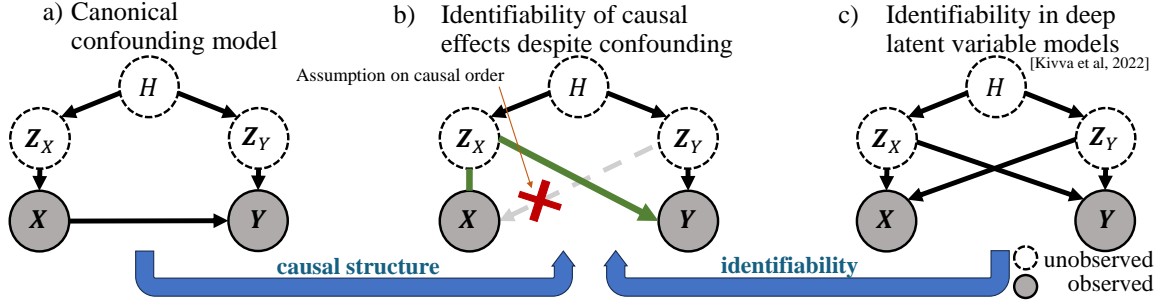 a) Canonical
confounding model
b) Identifiability of causal
effects despite confounding
c) Identifiability in deep
latent variable models
[Kivva et al, 2022]
Assumption on causal order
H
H
H
Z_X
Z_Y
Z_X
Z_Y
Z_X
Z_Y
X
Y
X
Y
X
Y
causal structure
identifiability
unobserved
observed